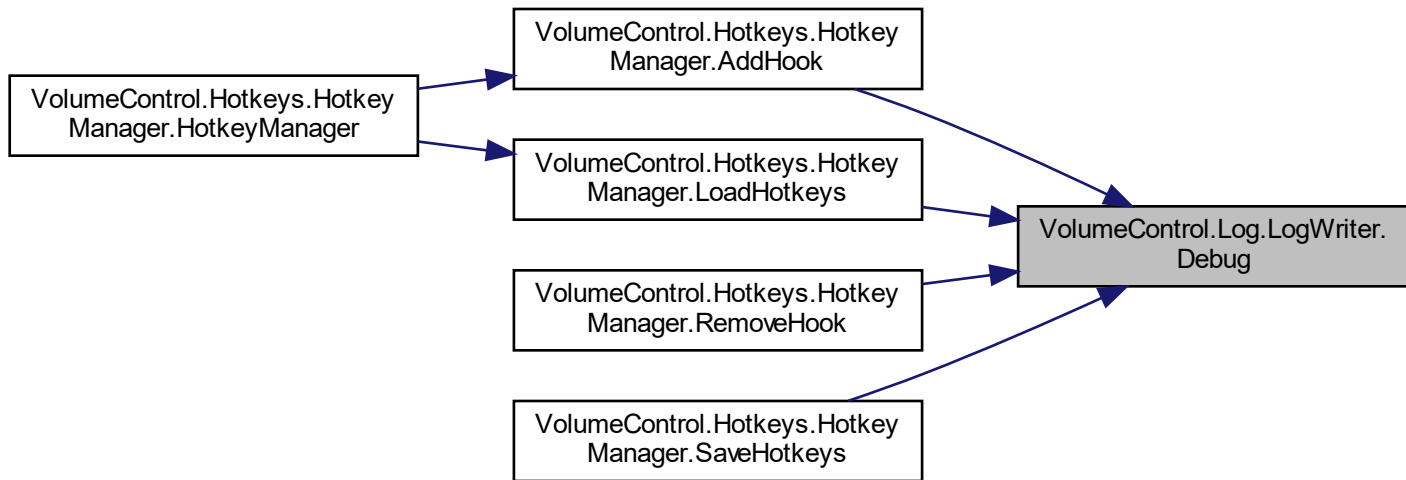 VolumeControl.Hotkeys.Hotkey
Manager.HotkeyManager
VolumeControl.Hotkeys.Hotkey
Manager.AddHook
VolumeControl.Hotkeys.Hotkey
Manager.LoadHotkeys
VolumeControl.Hotkeys.Hotkey
Manager.RemoveHook
VolumeControl.Hotkeys.Hotkey
Manager.SaveHotkeys
VolumeControl.Log.LogWriter.
Debug